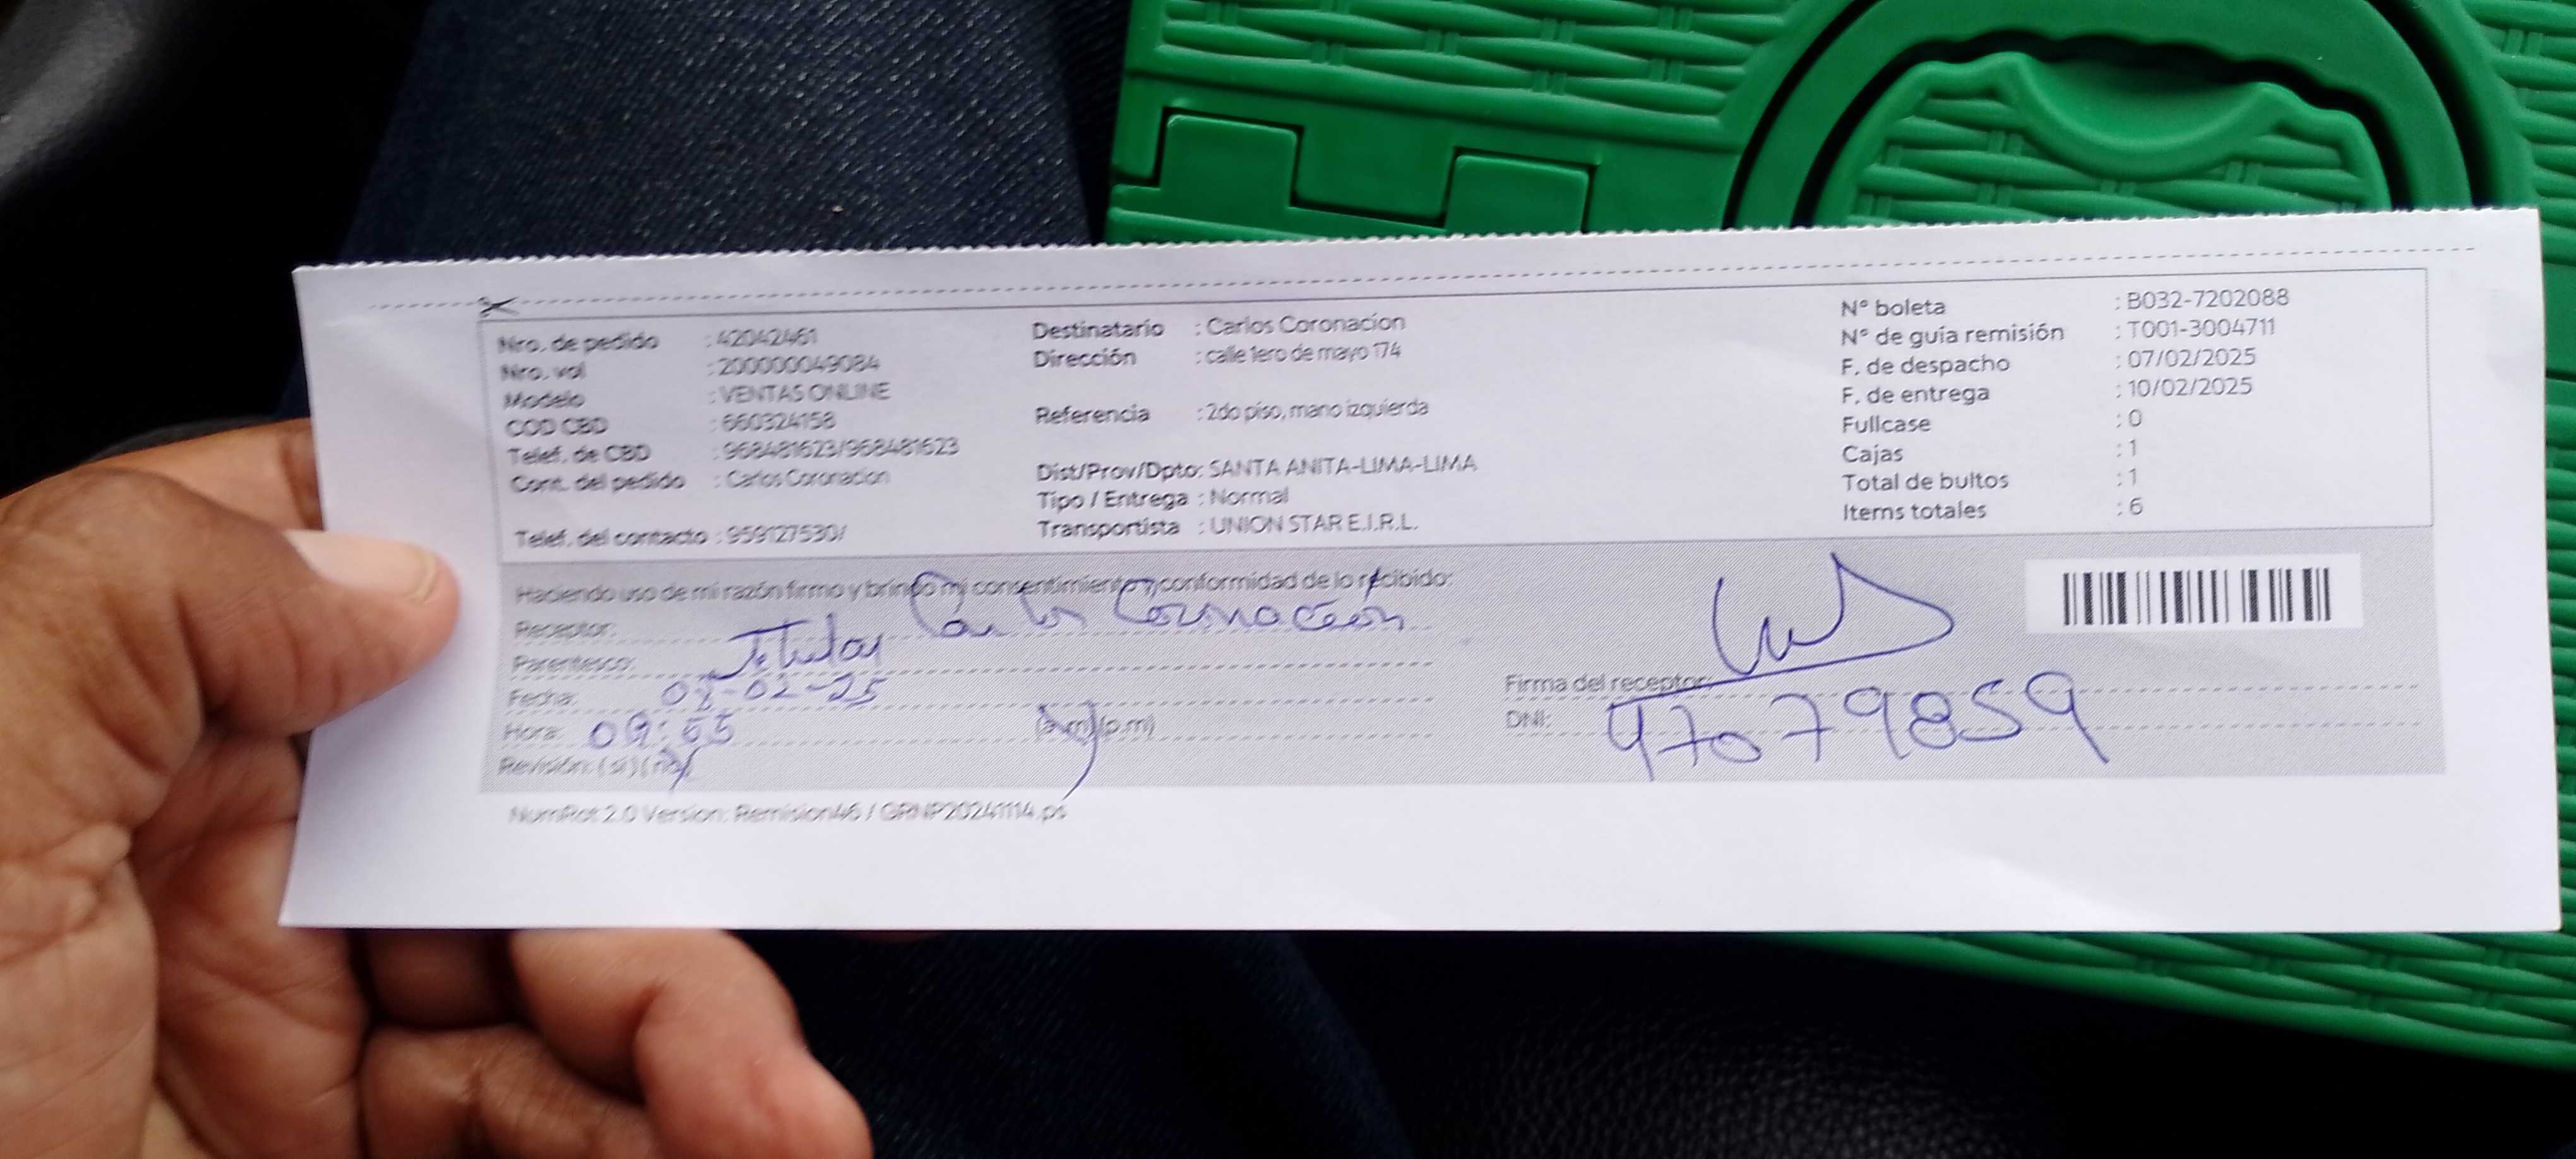 Nro. de pedido : 42042461
Nro. vol : 200000049084
Modelo : VENTAS ONLINE
COD CBD : 660324158
Telef. de CBD : 968481623/968481623
Cont. del pedido : Carlos Coronacion
Telef. del contacto : 959127530/
Destinatario : Carlos Coronacion
Dirección : calle 1ero de mayo 174
Referencia : 2do piso, mano izquierda
Dist/Prov/Dpto: SANTA ANITA-LIMA-LIMA
Tipo / Entrega : Normal
Transportista : UNION STAR E.I.R.L.
N° boleta : B032-7202088
N° de guia remisión : T001-3004711
F. de despacho : 07/02/2025
F. de entrega : 10/02/2025
Fullcase : 0
Cajas : 1
Total de bultos : 1
Items totales : 6
Haciendo uso de mi razón firmo y brindo mi consentimiento y conformidad de lo recibido:
Receptor: Carlos Coronación
Parentesco: Titular
Fecha: 08-02-25
Hora: 09:55 (a.m)(p.m)
Revisión: (si) (no)
Firma del receptor:
DNI: 47079859
NumRot 2.0 Version: Remision46 / GRNP20241114.ps